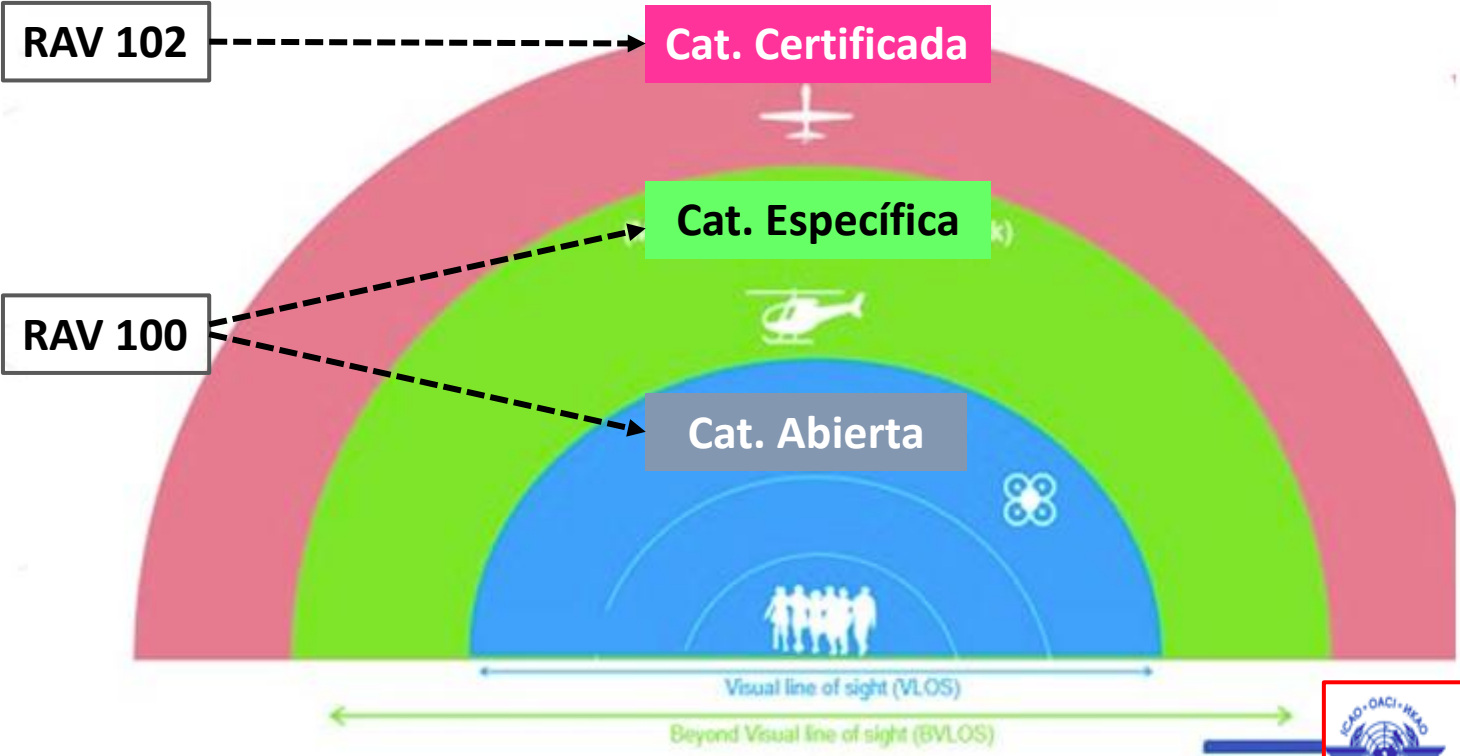 RAV 102
Cat. Certificada
Cat. Específica
k)
RAV 100
Cat. Abierta
Visual line of sight (VLOS)
Beyond Visual line of sight (BVLOS)
ICAO · OACI · ИКАО